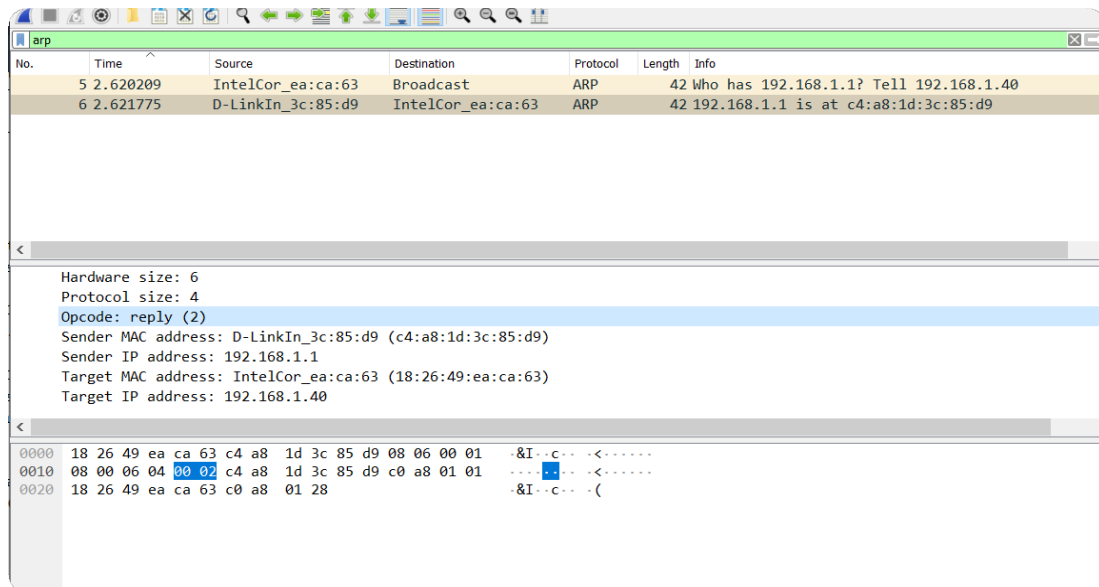 arp
No. Time Source Destination Protocol Length Info
5 2.620209 IntelCor_ea:ca:63 Broadcast ARP 42 Who has 192.168.1.1? Tell 192.168.1.40
6 2.621775 D-LinkIn_3c:85:d9 IntelCor_ea:ca:63 ARP 42 192.168.1.1 is at c4:a8:1d:3c:85:d9
Hardware size: 6
Protocol size: 4
Opcode: reply (2)
Sender MAC address: D-LinkIn_3c:85:d9 (c4:a8:1d:3c:85:d9)
Sender IP address: 192.168.1.1
Target MAC address: IntelCor_ea:ca:63 (18:26:49:ea:ca:63)
Target IP address: 192.168.1.40
0000 18 26 49 ea ca 63 c4 a8 1d 3c 85 d9 08 06 00 01 ·&I··c·· ·<······
0010 08 00 06 04 00 02 c4 a8 1d 3c 85 d9 c0 a8 01 01 ········ ·<······
0020 18 26 49 ea ca 63 c0 a8 01 28 ·&I··c·· ·(